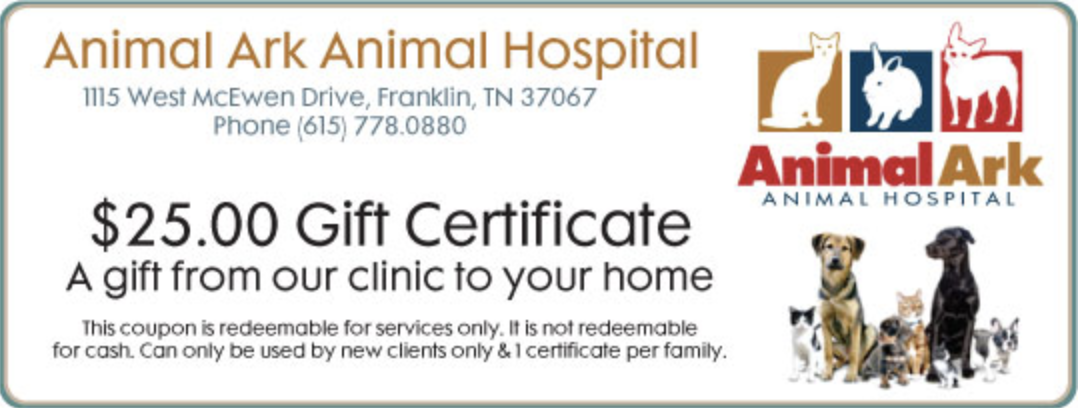 Animal Ark Animal Hospital
1115 West McEwen Drive, Franklin, TN 37067
Phone (615) 778.0880
Animal Ark
ANIMAL HOSPITAL
$25.00 Gift Certificate
A gift from our clinic to your home
This coupon is redeemable for services only. It is not redeemable
for cash. Can only be used by new clients only & 1 certificate per family.